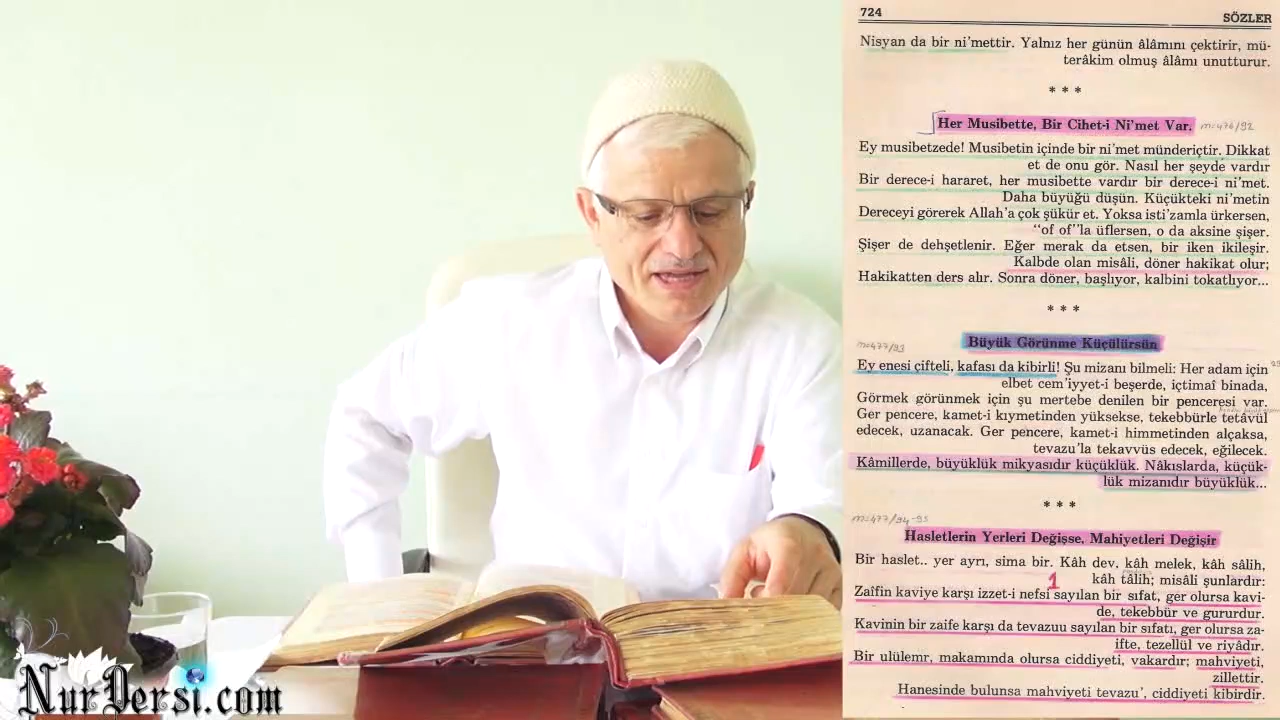 724
SÖZLER
Nisyan da bir ni'mettir. Yalnız her günün âlâmını çektirir, mü-
terâkim olmuş âlâmı unutturur.
* * *
Her Musibette, Bir Cihet-i Ni'met Var. m=476/92
Ey musibetzede! Musibetin içinde bir ni'met münderiçtir. Dikkat
et de onu gör. Nasıl her şeyde vardır
Bir derece-i hararet, her musibette vardır bir derece-i ni'met.
Daha büyüğü düşün. Küçükteki ni'metin
Dereceyi görerek Allah'a çok şükür et. Yoksa isti'zamla ürkersen,
''of of''la üflersen, o da aksine şişer.
Şişer de dehşetlenir. Eğer merak da etsen, bir iken ikileşir.
Kalbde olan misâli, döner hakikat olur;
Hakikatten ders alır. Sonra döner, başlıyor, kalbini tokatlıyor...
* * *
m=477/93
Büyük Görünme Küçülürsün
Ey enesi çifteli, kafası da kibirli! Şu mizanı bilmeli: Her adam için
elbet cem'iyyet-i beşerde, içtimaî binada,
Görmek görünmek için şu mertebe denilen bir penceresi var.
Ger pencere, kamet-i kıymetinden yüksekse, tekebbürle tetâvül
edecek, uzanacak. Ger pencere, kamet-i himmetinden alçaksa,
tevazu'la tekavvüs edecek, eğilecek.
Kâmillerde, büyüklük mikyasıdır küçüklük. Nâkıslarda, küçük-
lük mizanıdır büyüklük...
* * *
m=477/94-95
Hasletlerin Yerleri Değişse, Mahiyetleri Değişir
Bir haslet.. yer ayrı, sima bir. Kâh dev, kâh melek, kâh sâlih,
kâh tâlih; misâli şunlardır:
1
Zaîfin kaviye karşı izzet-i nefsi sayılan bir sıfat, ger olursa kavi-
de, tekebbür ve gururdur.
Kavinin bir zaife karşı da tevazuu sayılan bir sıfatı, ger olsa za-
ifte, tezellül ve riyâdır.
Bir ulülemr, makamında olursa ciddiyeti, vakardır; mahviyeti,
zillettir.
Hanesinde bulunsa mahviyeti tevazu', ciddiyeti kibirdir.
NurDersi.com